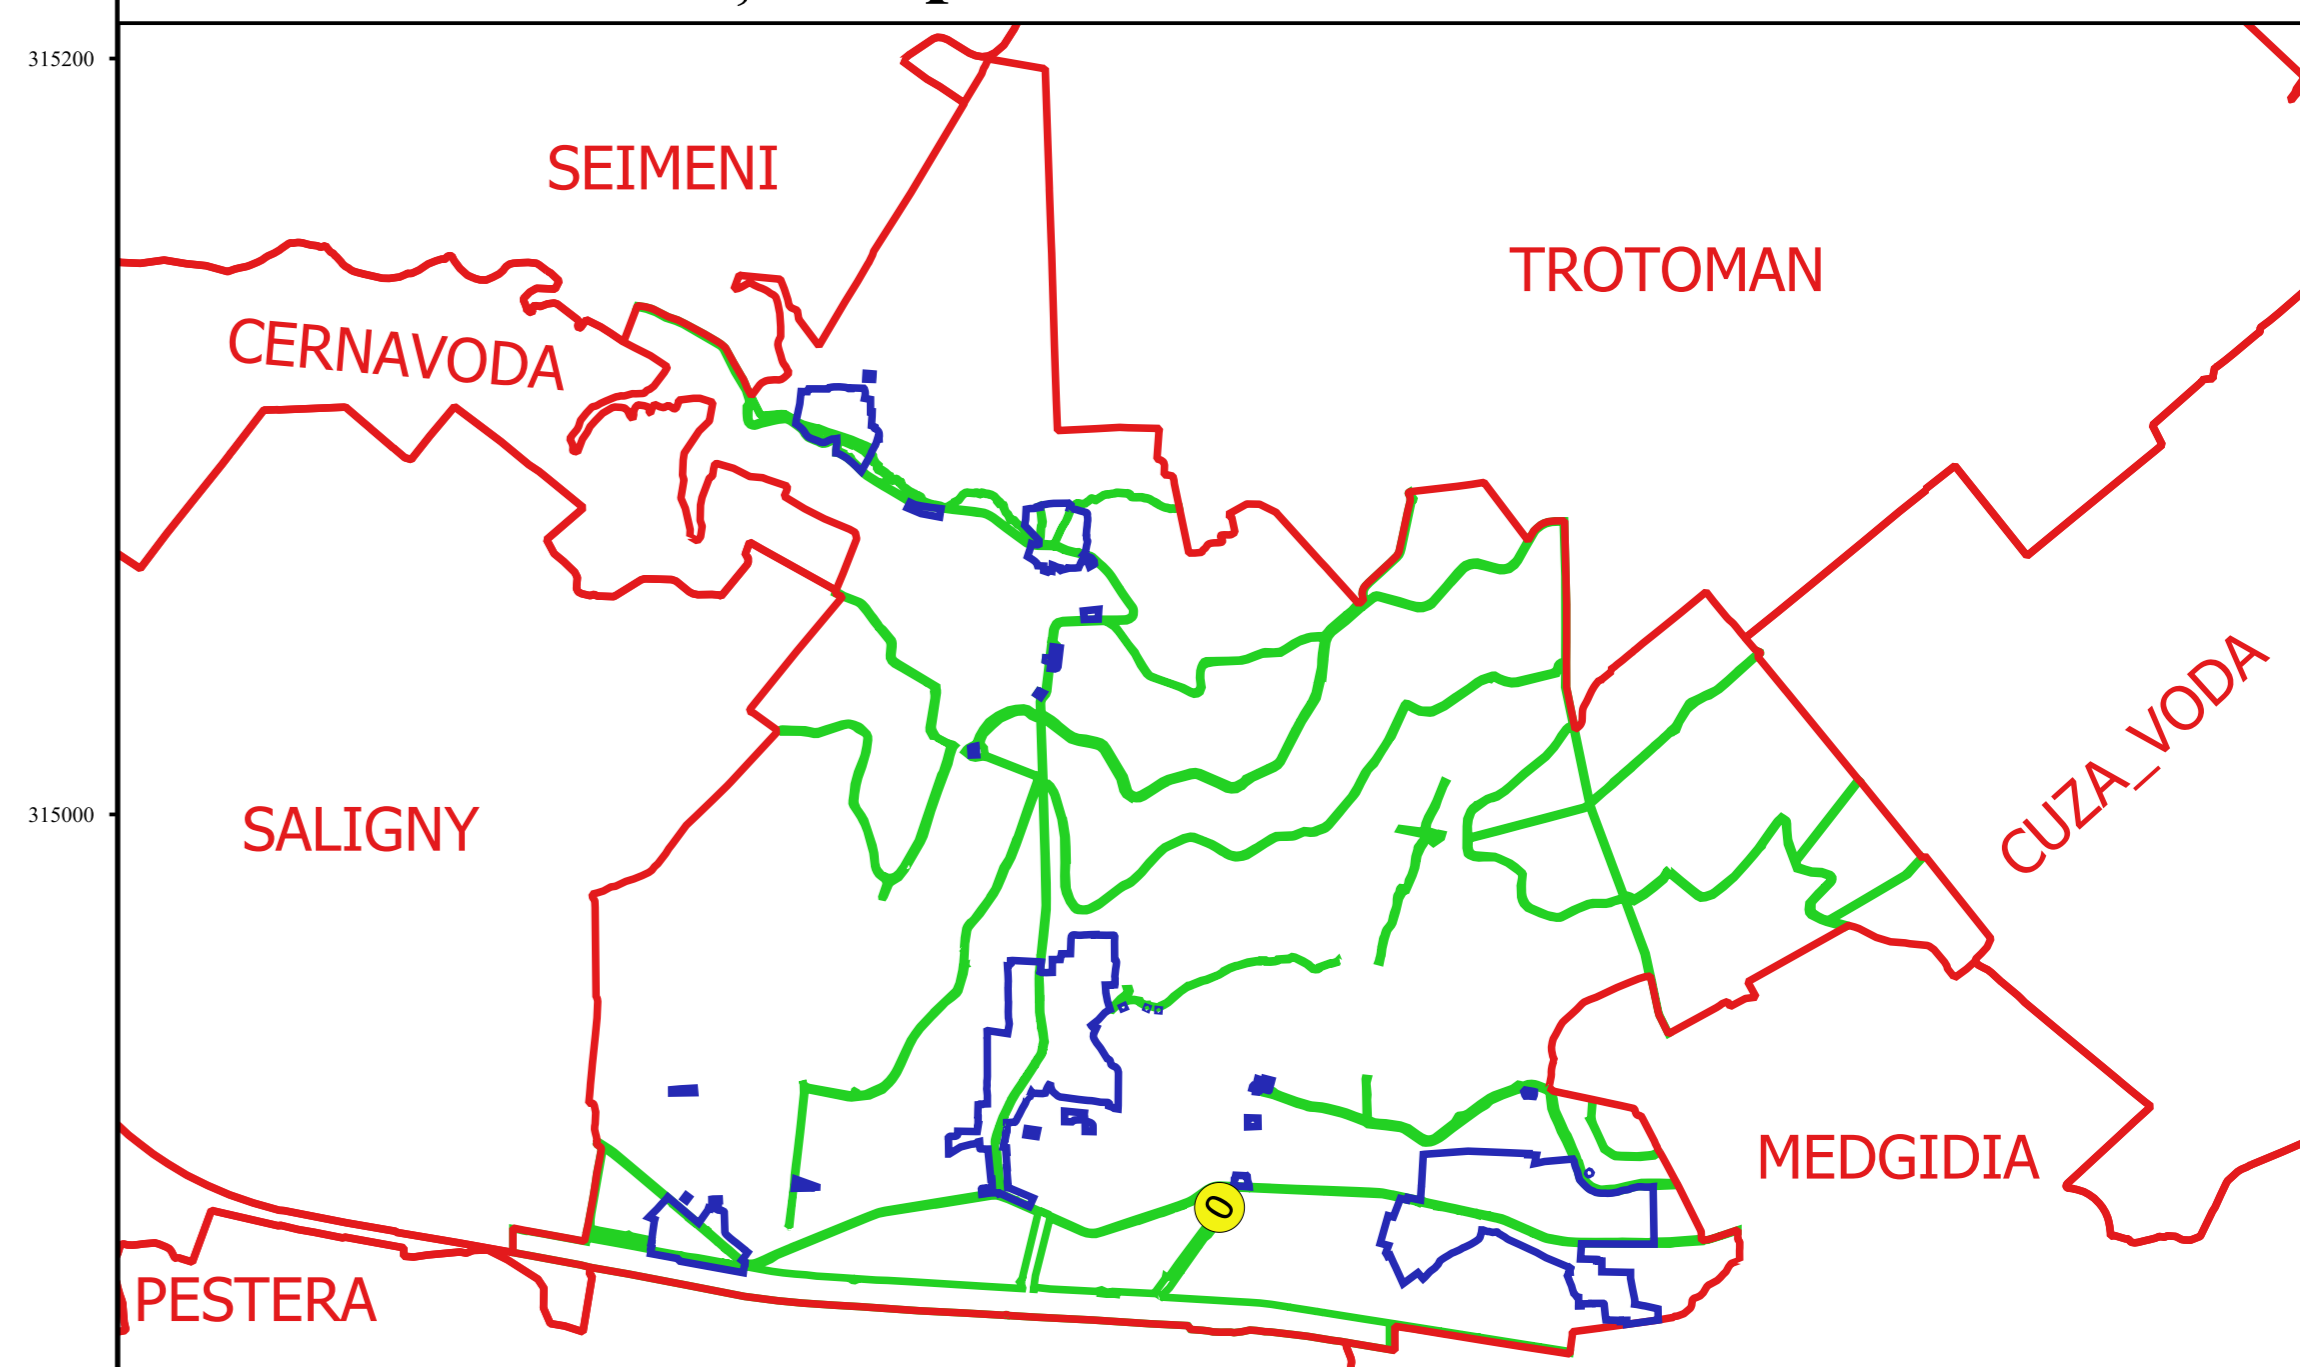 315200
SEIMENI
TROTOMAN
CERNAVODA
CUZA_VODA
315000
SALIGNY
MEDGIDIA
0
PESTERA